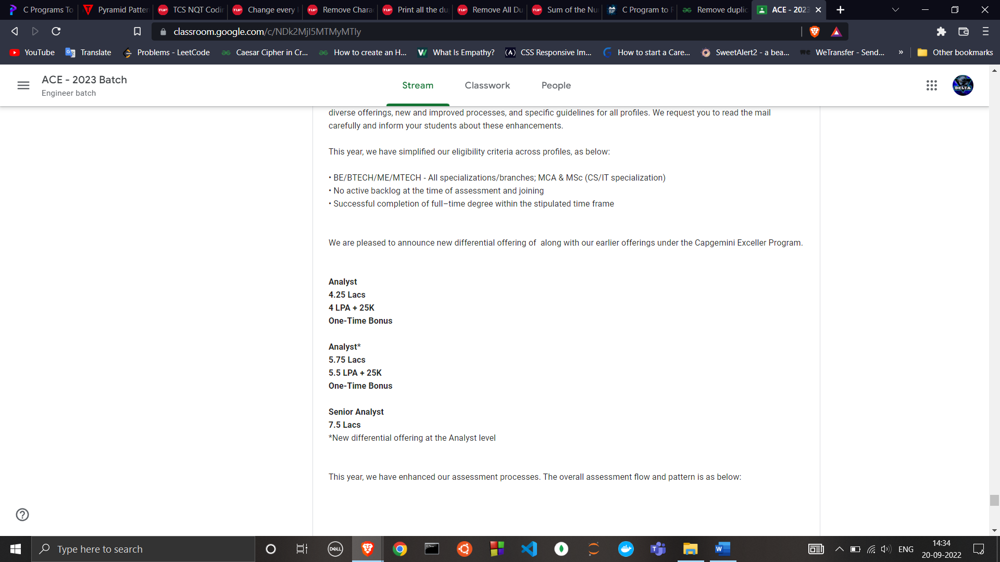 C Programs To
Pyramid Patter
TCS NQT Codi
Change every
Remove Chara
Print all the du
Remove All Du
Sum of the Nu
C Program to
Remove duplic
ACE - 2023
classroom.google.com/c/NDk2MjI5MTMyMTIy
YouTube
Translate
Problems - LeetCode
Caesar Cipher in Cr...
How to create an H...
What Is Empathy?
CSS Responsive Im...
How to start a Care...
SweetAlert2 - a bea...
WeTransfer - Send...
»
Other bookmarks
ACE - 2023 Batch
Engineer batch
Stream
Classwork
People
DELTA
diverse offerings, new and improved processes, and specific guidelines for all profiles. We request you to read the mail
carefully and inform your students about these enhancements.
This year, we have simplified our eligibility criteria across profiles, as below:
• BE/BTECH/ME/MTECH - All specializations/branches; MCA & MSc (CS/IT specialization)
• No active backlog at the time of assessment and joining
• Successful completion of full–time degree within the stipulated time frame
We are pleased to announce new differential offering of  along with our earlier offerings under the Capgemini Exceller Program.
Analyst
4.25 Lacs
4 LPA + 25K
One-Time Bonus
Analyst*
5.75 Lacs
5.5 LPA + 25K
One-Time Bonus
Senior Analyst
7.5 Lacs
*New differential offering at the Analyst level
This year, we have enhanced our assessment processes. The overall assessment flow and pattern is as below:
Type here to search
DELL
ENG
14:34
20-09-2022